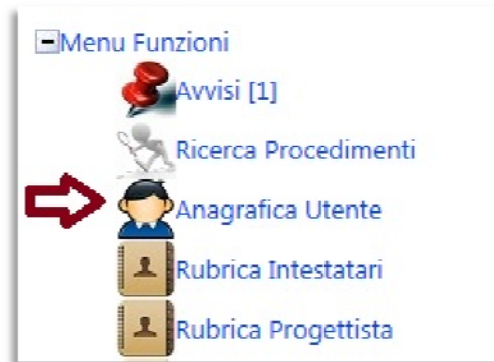 Menu Funzioni
Avvisi [1]
Ricerca Procedimenti
Anagrafica Utente
Rubrica Intestatari
Rubrica Progettista